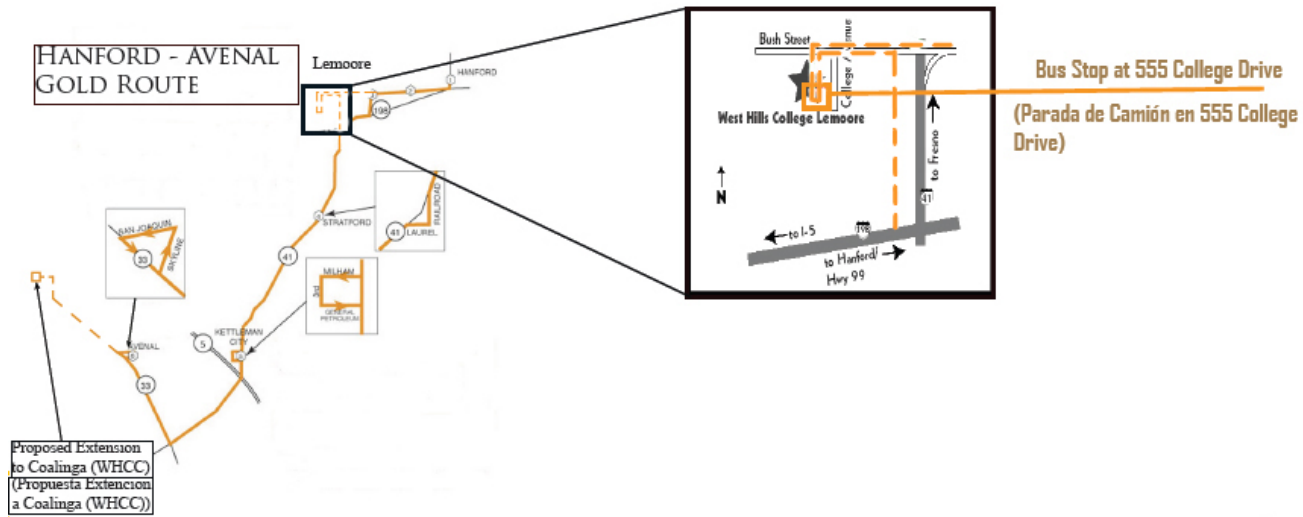 HANFORD - AVENAL
GOLD ROUTE
Lemoore
HANFORD
1
2
198
STRATFORD
41
LAUREL
RAILROAD
41
SAN JOAQUIN
SKYLINE
33
MILHAM
3rd
GENERAL
PETROLEUM
KETTLEMAN
CITY
5
AVENAL
33
Proposed Extension
to Coalinga (WHCC)
(Propuesta Extencion
a Coalinga (WHCC))
Bush Street
College Avenue
West Hills College Lemoore
N
to Fresno
41
198
to I-5
to Hanford/
Hwy 99
Bus Stop at 555 College Drive
(Parada de Camión en 555 College
Drive)